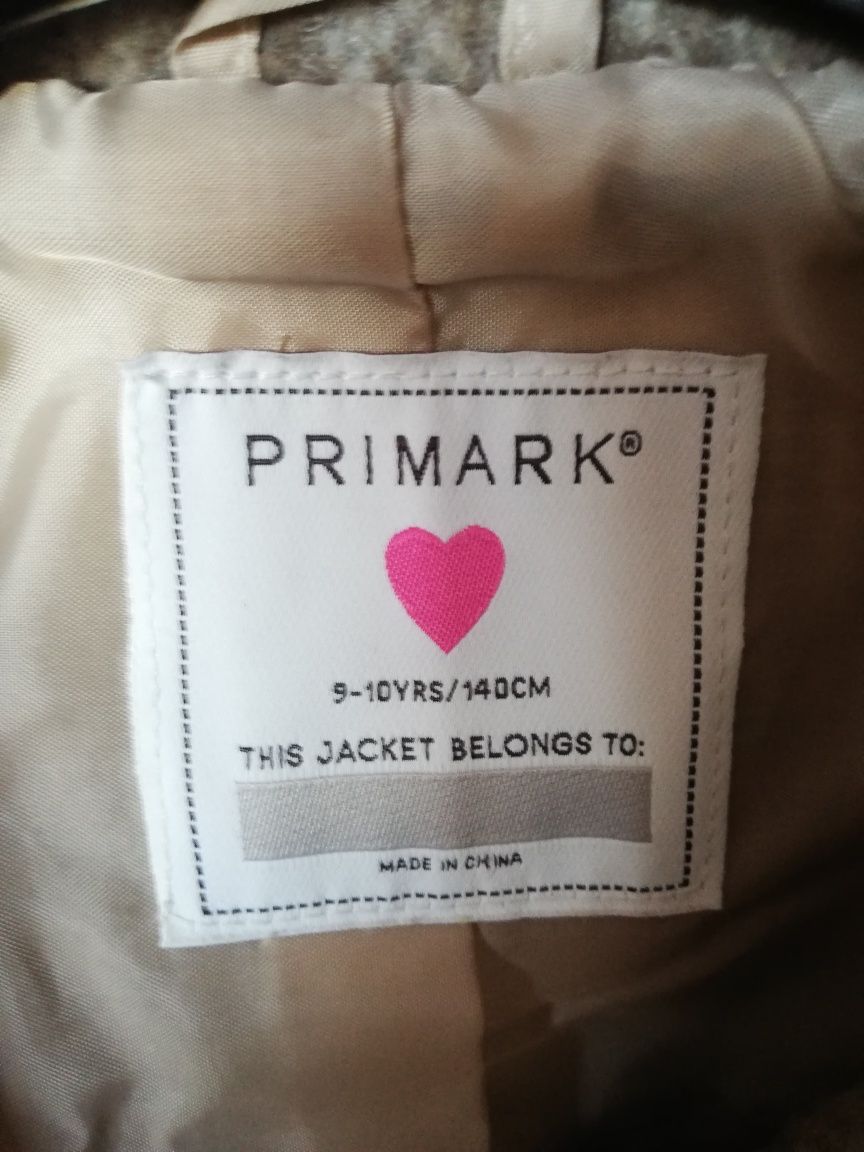 PRIMARK®
9-10YRS/140CM
THIS JACKET BELONGS TO:
MADE IN CHINA